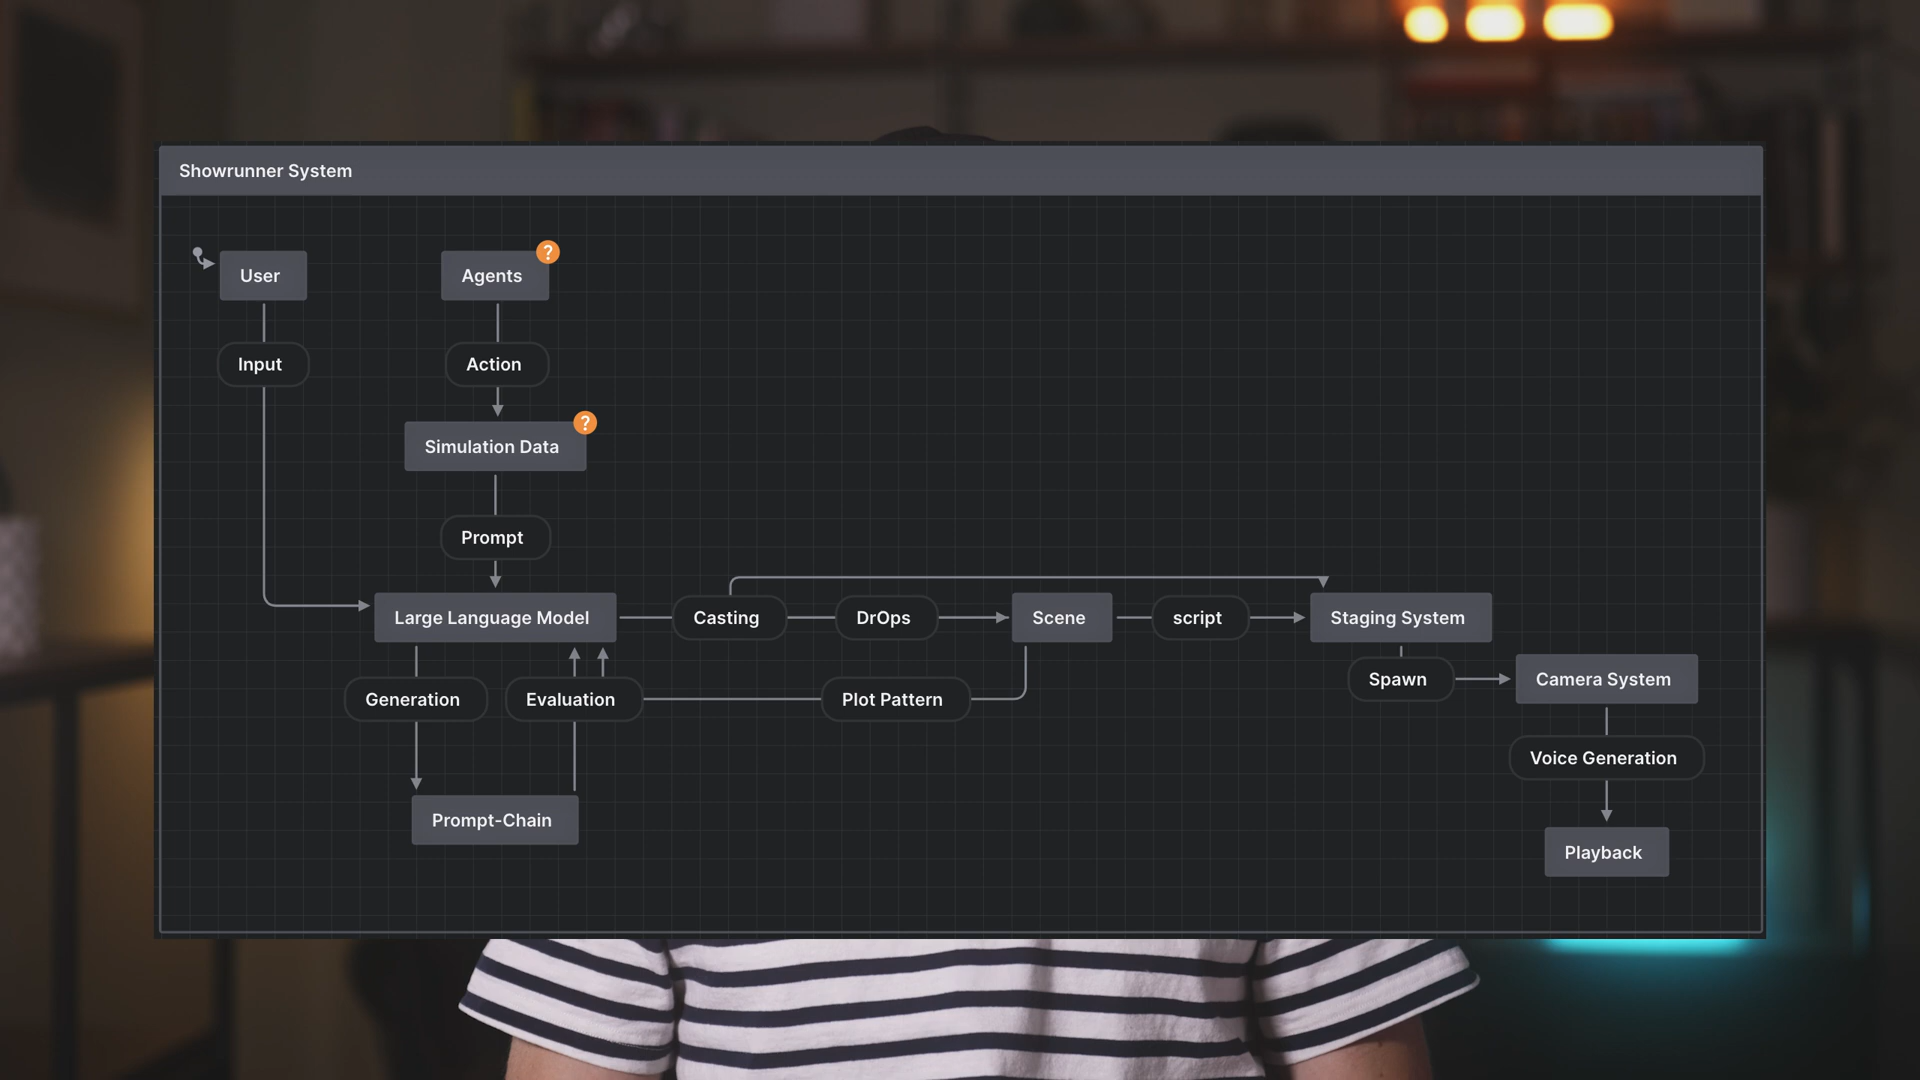 Showrunner System
User
Agents
?
Input
Action
Simulation Data
?
Prompt
Large Language Model
Casting
DrOps
Scene
script
Staging System
Generation
Evaluation
Plot Pattern
Spawn
Camera System
Voice Generation
Prompt-Chain
Playback